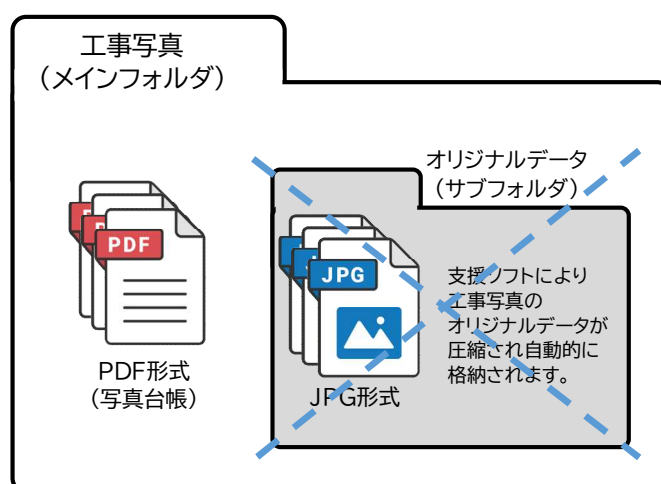 工事写真
(メインフォルダ)
オリジナルデータ
(サブフォルダ)
PDF
JPG
支援ソフトにより
工事写真の
オリジナルデータが
圧縮され自動的に
格納されます。
PDF形式
(写真台帳)
JPG形式